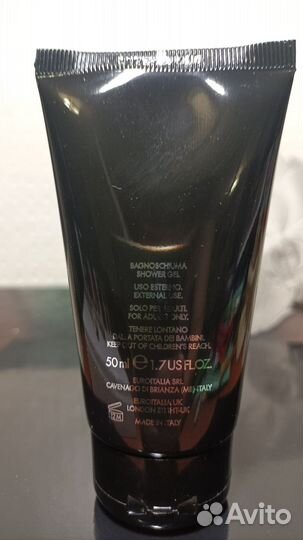 BAGNOSCHIUMA
SHOWER GEL
USO ESTERNO.
EXTERNAL USE.
SOLO PER ADULTI.
FOR ADULT ONLY.
TENERE LONTANO
DALLA PORTATA DEI BAMBINI.
KEEP OUT OF CHILDREN'S REACH.
50 ml e 1.7 US FL.OZ.
EUROITALIA SRL
CAVENAGO DI BRIANZA (MB) ITALY
EUROITALIA, UK
LONDON
12M
MADE IN ITALY
Avito